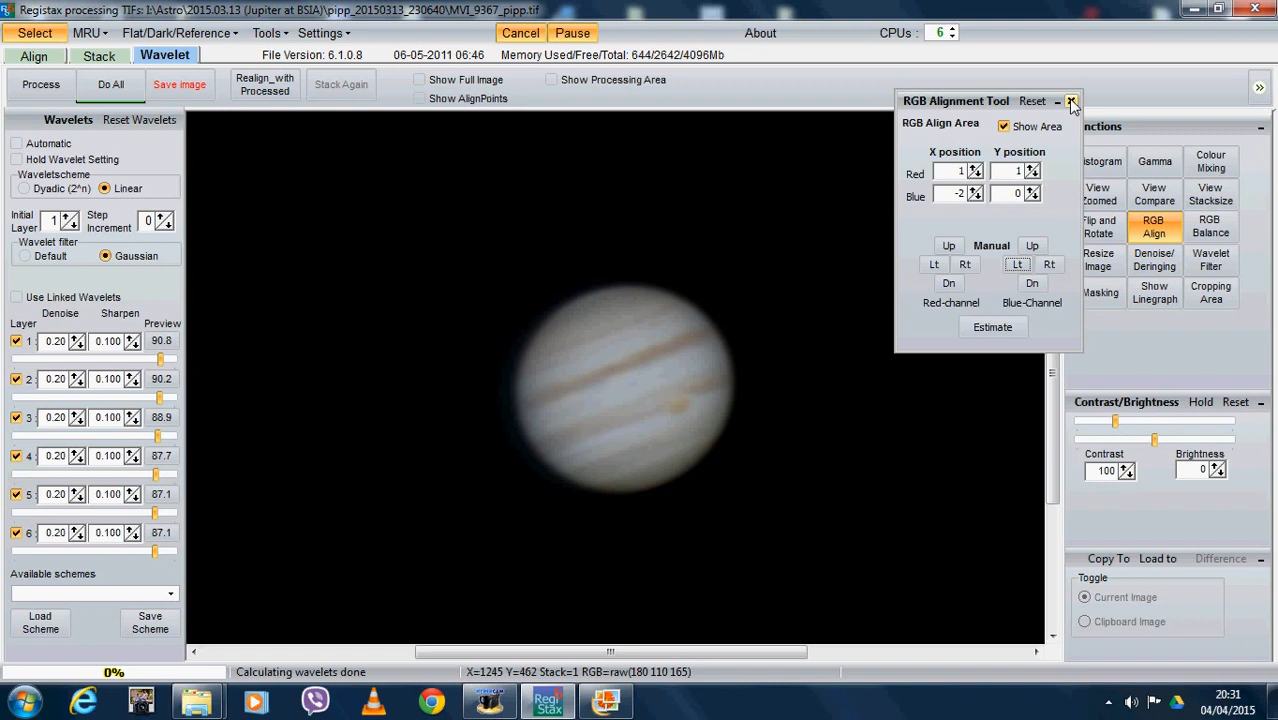 Registax processing TIFs: I:\Astro\2015.03.13 (Jupiter at BSIA)\pipp_20150313_230640\MVI_9367_pipp.tif
Select MRU Flat/Dark/Reference Tools Settings Cancel Pause About CPUs: 6
Align Stack Wavelet File Version: 6.1.0.8 06-05-2011 06:46 Memory Used/Free/Total: 644/2642/4096Mb
Process Do All Save image Realign_with Processed Stack Again
Show Full Image Show Processing Area
Show AlignPoints
Wavelets Reset Wavelets
Automatic
Hold Wavelet Setting
Waveletscheme
Dyadic (2^n) Linear
Initial Layer 1 Step Increment 0
Wavelet filter
Default Gaussian
Use Linked Wavelets
Denoise Sharpen
Layer Preview
1 : 0.20 0.100 90.8
2 : 0.20 0.100 90.2
3 : 0.20 0.100 88.9
4 : 0.20 0.100 87.7
5 : 0.20 0.100 87.1
6 : 0.20 0.100 87.1
Available schemes
Load Scheme Save Scheme
RGB Alignment Tool Reset
RGB Align Area Show Area
X position Y position
Red 1 1
Blue -2 0
Up Manual Up
Lt Rt Lt Rt
Dn Dn
Red-channel Blue-Channel
Estimate
nctions
istogram Gamma Colour Mixing
View Zoomed View Compare View Stacksize
Flip and Rotate RGB Align RGB Balance
Resize Image Denoise/ Deringing Wavelet Filter
Masking Show Linegraph Cropping Area
Contrast/Brightness Hold Reset
Contrast Brightness
100 0
Copy To Load to Difference
Toggle
Current Image
Clipboard Image
0% Calculating wavelets done X=1245 Y=462 Stack=1 RGB=raw(180 110 165)
HYPERCAM Regi Stax
20:31
04/04/2015